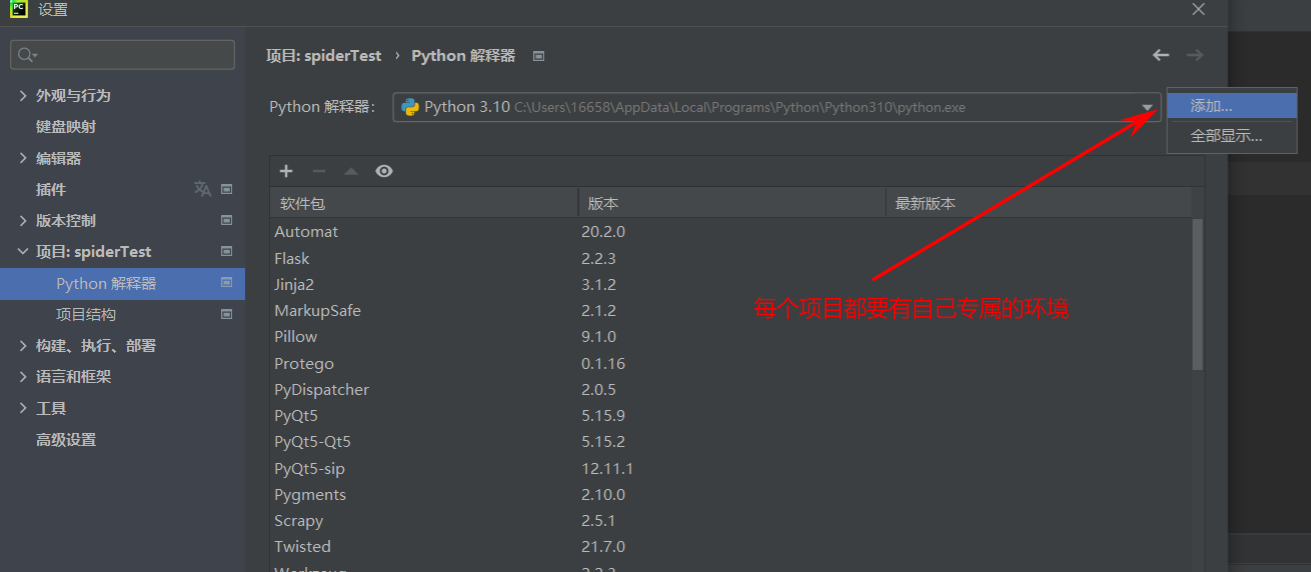 PC
设置
项目: spiderTest › Python 解释器
外观与行为
键盘映射
编辑器
插件
版本控制
项目: spiderTest
Python 解释器
项目结构
构建、执行、部署
语言和框架
工具
高级设置
Python 解释器: Python 3.10 C:\Users\16658\AppData\Local\Programs\Python\Python310\python.exe
添加...
全部显示...
软件包 版本 最新版本
Automat 20.2.0
Flask 2.2.3
Jinja2 3.1.2
MarkupSafe 2.1.2
Pillow 9.1.0
Protego 0.1.16
PyDispatcher 2.0.5
PyQt5 5.15.9
PyQt5-Qt5 5.15.2
PyQt5-sip 12.11.1
Pygments 2.10.0
Scrapy 2.5.1
Twisted 21.7.0
每个项目都要有自己专属的环境